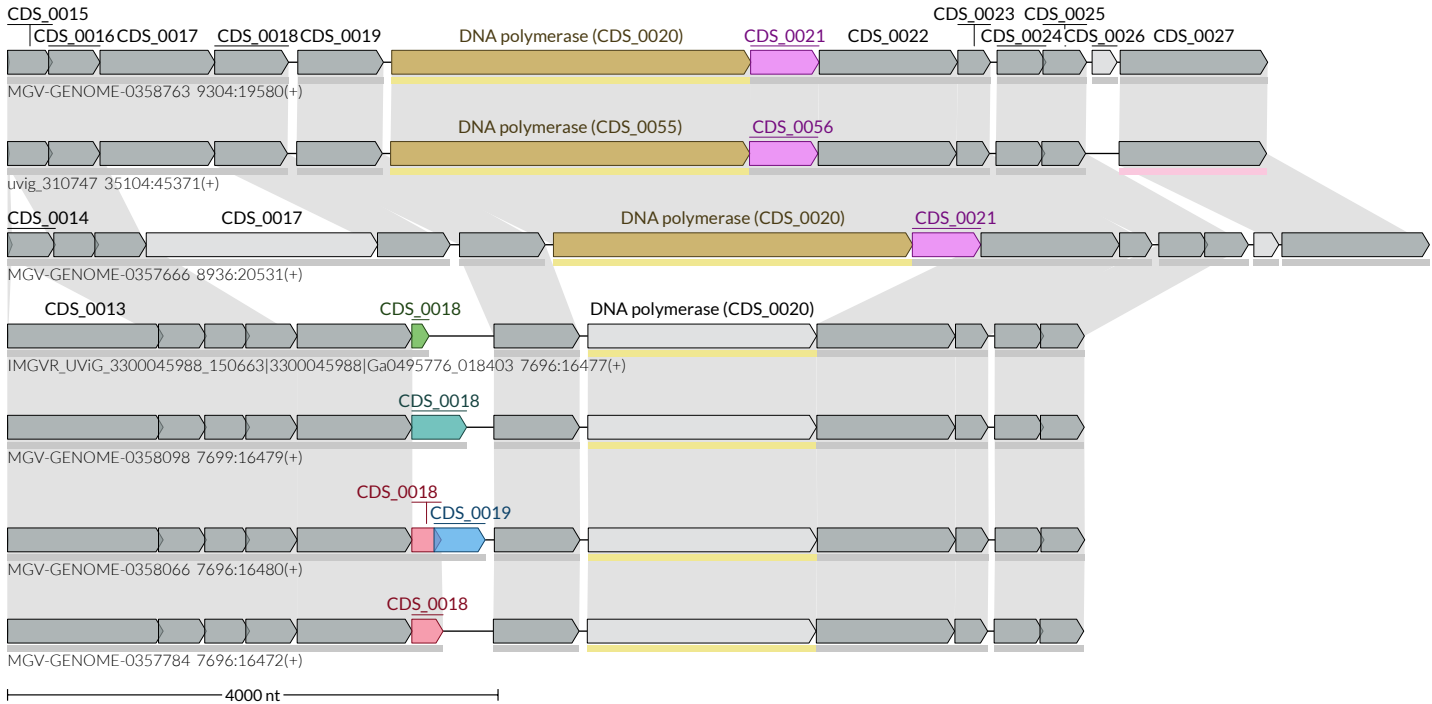 CDS_0015 CDS_0023 CDS_0025
CDS_0016 CDS_0017 CDS_0018 CDS_0019 DNA polymerase (CDS_0020) CDS_0021 CDS_0022 CDS_0024 CDS_0026 CDS_0027
MGV-GENOME-0358763 9304:19580(+)
DNA polymerase (CDS_0055) CDS_0056
uvig_310747 35104:45371(+)
CDS_0014 CDS_0017 DNA polymerase (CDS_0020) CDS_0021
MGV-GENOME-0357666 8936:20531(+)
CDS_0013 CDS_0018 DNA polymerase (CDS_0020)
IMGVR_UViG_3300045988_150663|3300045988|Ga0495776_018403 7696:16477(+)
CDS_0018
MGV-GENOME-0358098 7699:16479(+)
CDS_0018
CDS_0019
MGV-GENOME-0358066 7696:16480(+)
CDS_0018
MGV-GENOME-0357784 7696:16472(+)
4000 nt